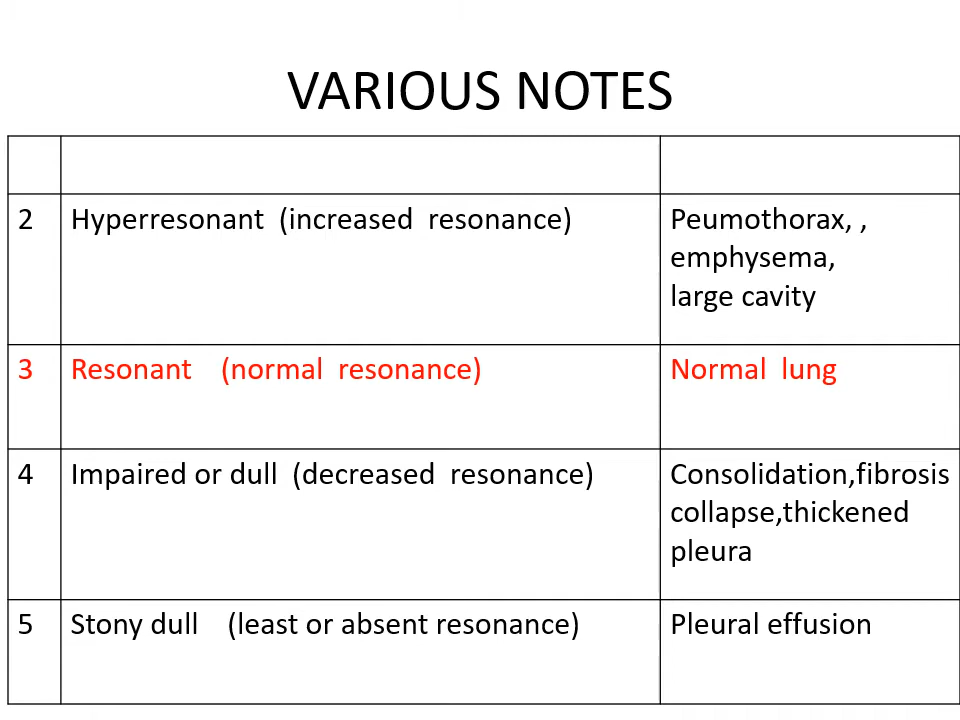 VARIOUS NOTES
2 Hyperresonant (increased resonance) Peumothorax, ,
emphysema,
large cavity
3 Resonant (normal resonance) Normal lung
4 Impaired or dull (decreased resonance) Consolidation,fibrosis
collapse,thickened
pleura
5 Stony dull (least or absent resonance) Pleural effusion